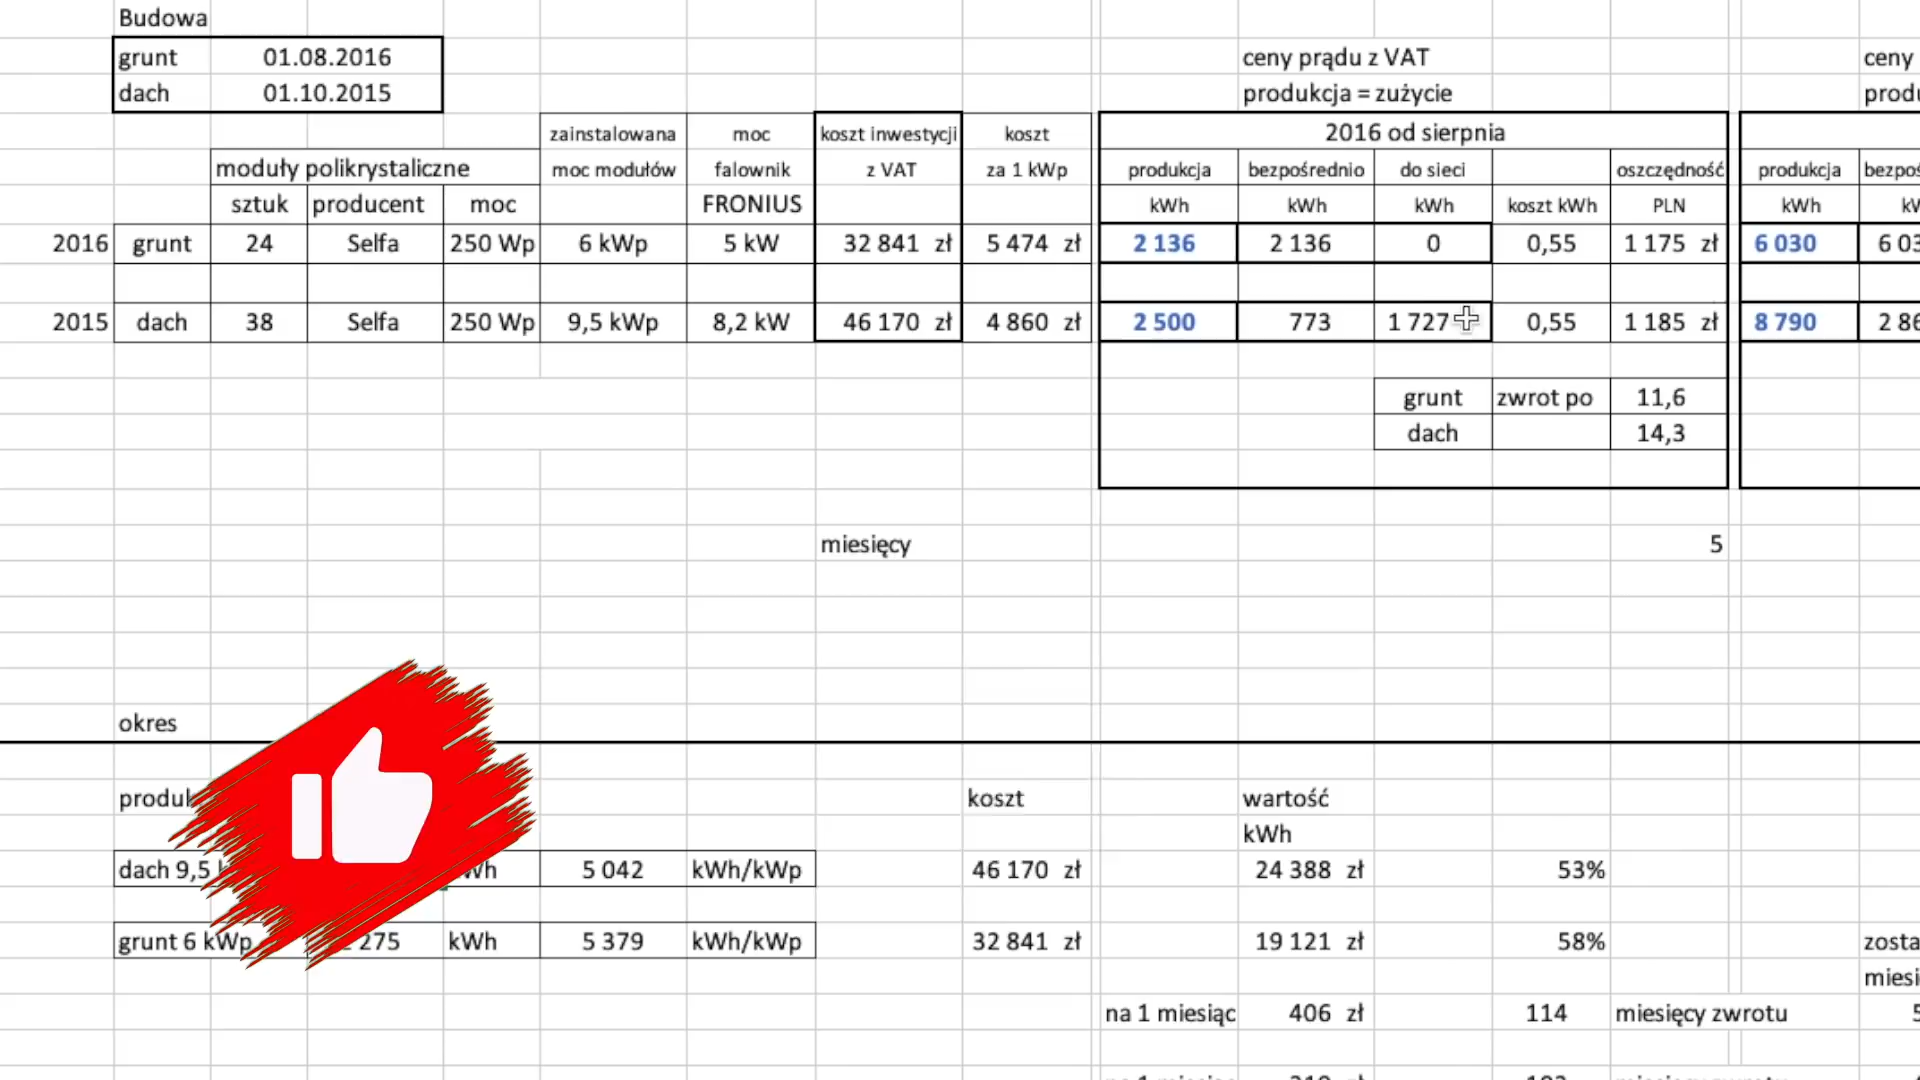 Budowa
grunt 01.08.2016 ceny prądu z VAT ceny
dach 01.10.2015 produkcja = zużycie
zainstalowana moc koszt inwestycji koszt 2016 od sierpnia
moduły polikrystaliczne moc modułów falownik z VAT za 1 kWp produkcja bezpośrednio do sieci oszczędność produkcja
sztuk producent moc FRONIUS kWh kWh kWh koszt kWh PLN kWh
2016 grunt 24 Selfa 250 Wp 6 kWp 5 kW 32 841 zł 5 474 zł 2 136 2 136 0 0,55 1 175 zł 6 030
2015 dach 38 Selfa 250 Wp 9,5 kWp 8,2 kW 46 170 zł 4 860 zł 2 500 773 1 727 0,55 1 185 zł 8 790
grunt zwrot po 11,6
dach 14,3
miesięcy 5
okres
koszt wartość
kWh
dach 9,5 5 042 kWh/kWp 46 170 zł 24 388 zł 53%
grunt 6 kWp 275 kWh 5 379 kWh/kWp 32 841 zł 19 121 zł 58%
na 1 miesiąc 406 zł 114 miesięcy zwrotu